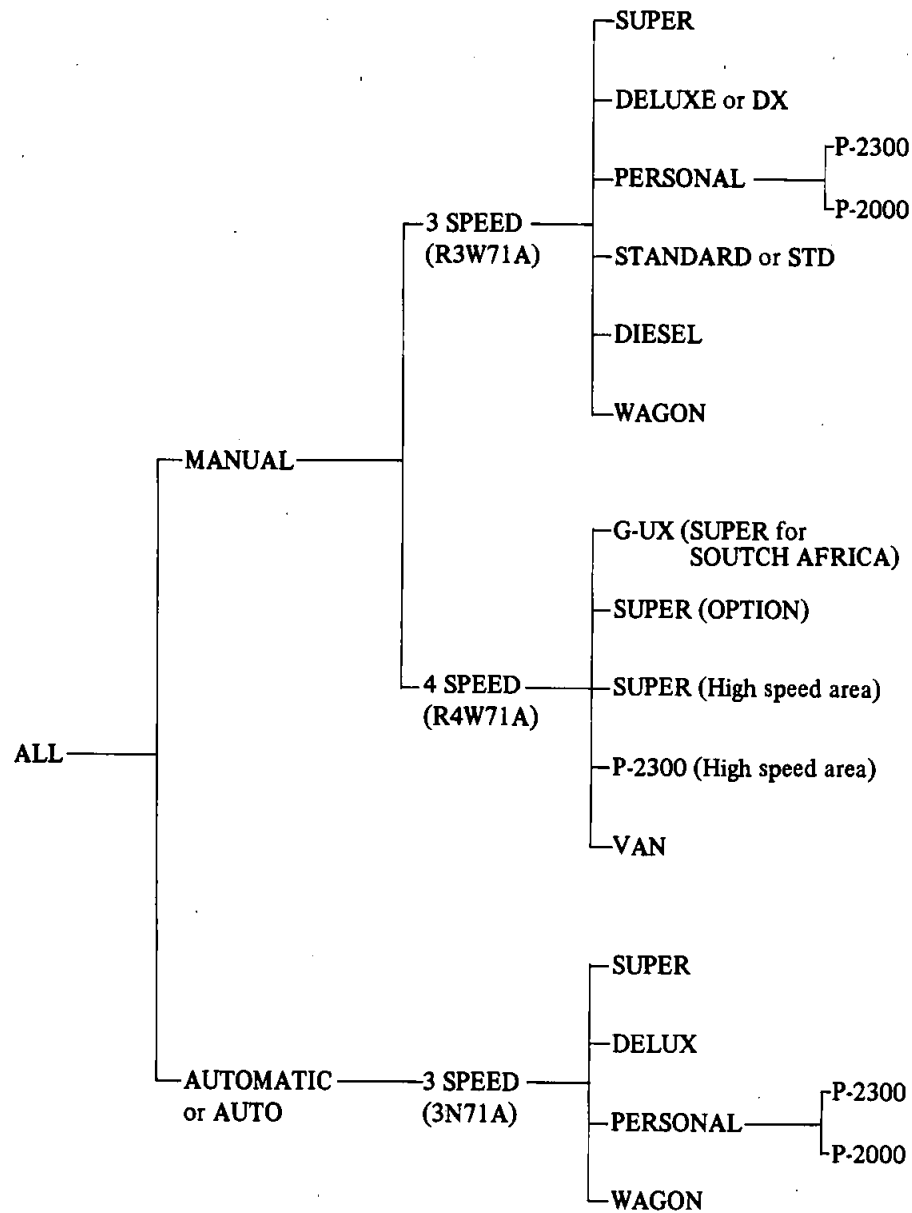 SUPER
DELUXE or DX
P-2300
PERSONAL
P-2000
3 SPEED
(R3W71A)
STANDARD or STD
DIESEL
WAGON
MANUAL
G-UX (SUPER for
SOUTCH AFRICA)
SUPER (OPTION)
4 SPEED
(R4W71A)
SUPER (High speed area)
ALL
P-2300 (High speed area)
VAN
SUPER
DELUX
AUTOMATIC
or AUTO
3 SPEED
(3N71A)
P-2300
PERSONAL
P-2000
WAGON